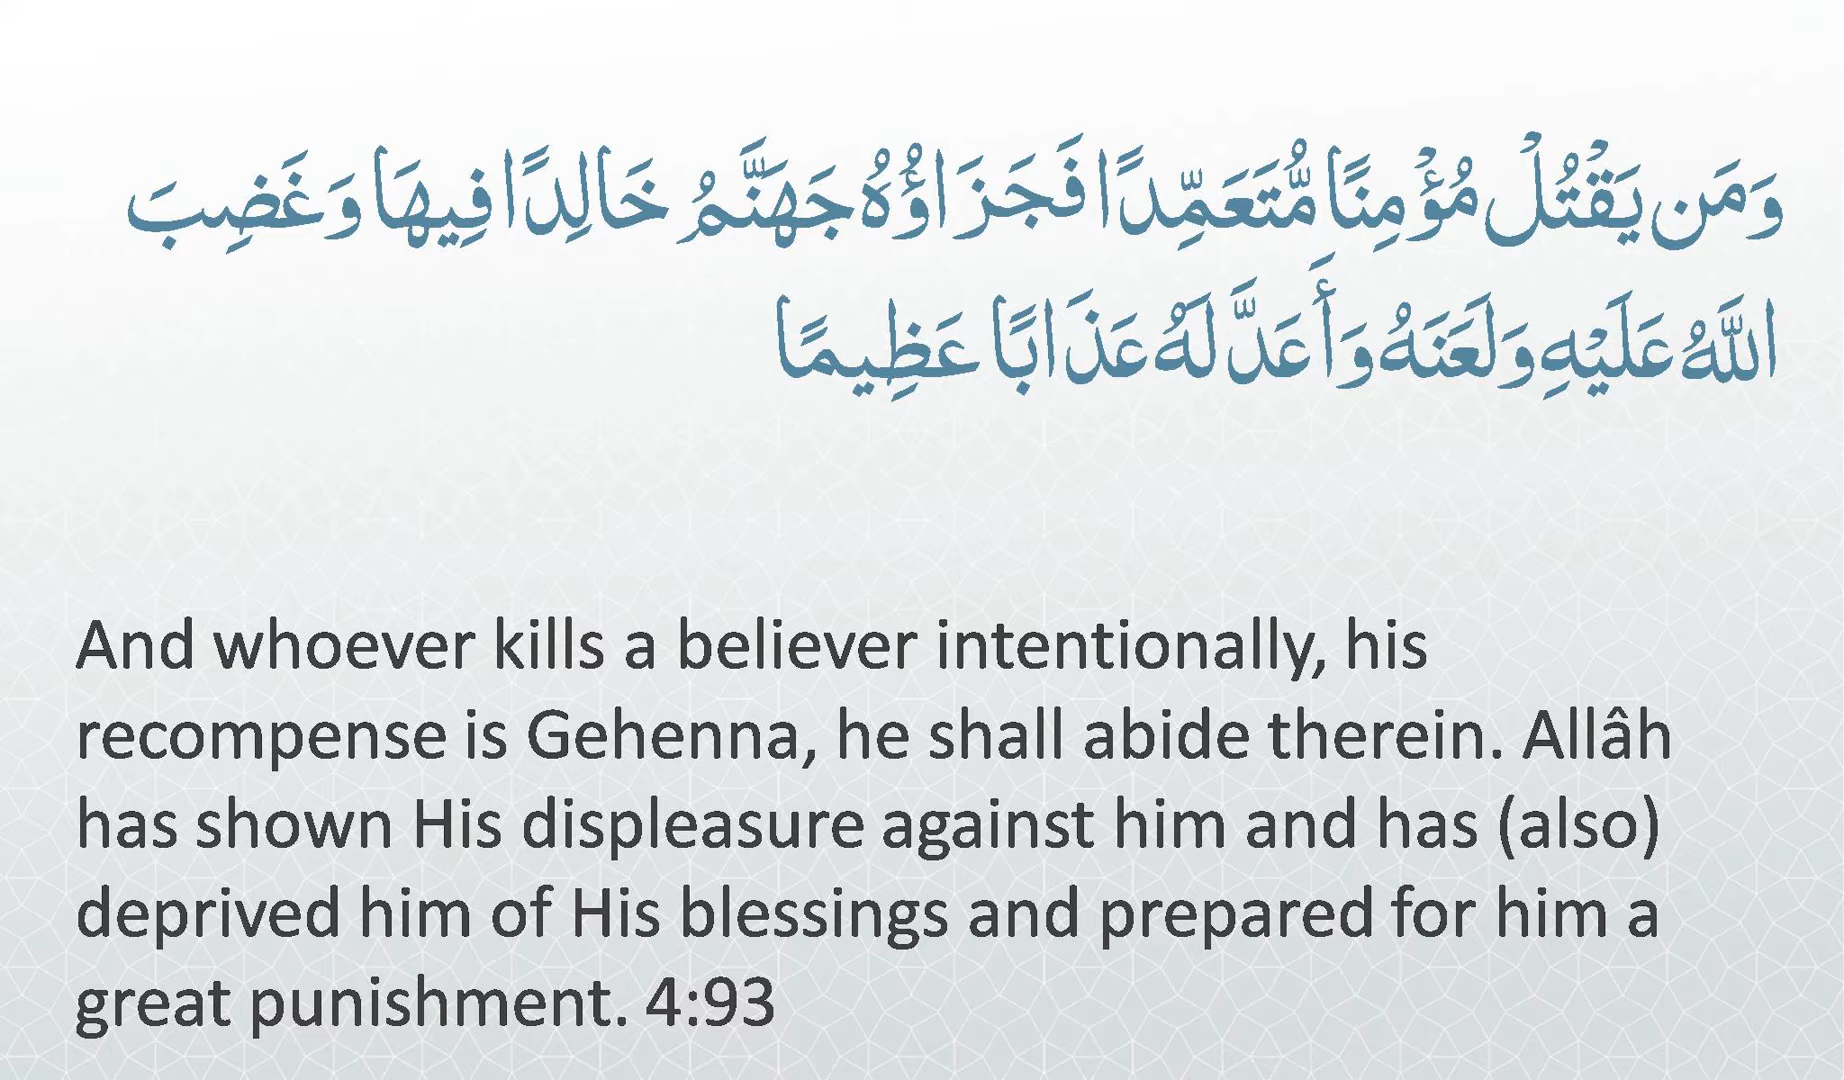 وَمَن يَقْتُلْ مُؤْمِنًا مُّتَعَمِّدًا فَجَزَاؤُهُ جَهَنَّمُ خَالِدًا فِيهَا وَغَضِبَ
اللَّهُ عَلَيْهِ وَلَعَنَهُ وَأَعَدَّ لَهُ عَذَابًا عَظِيمًا
And whoever kills a believer intentionally, his
recompense is Gehenna, he shall abide therein. Allâh
has shown His displeasure against him and has (also)
deprived him of His blessings and prepared for him a
great punishment. 4:93